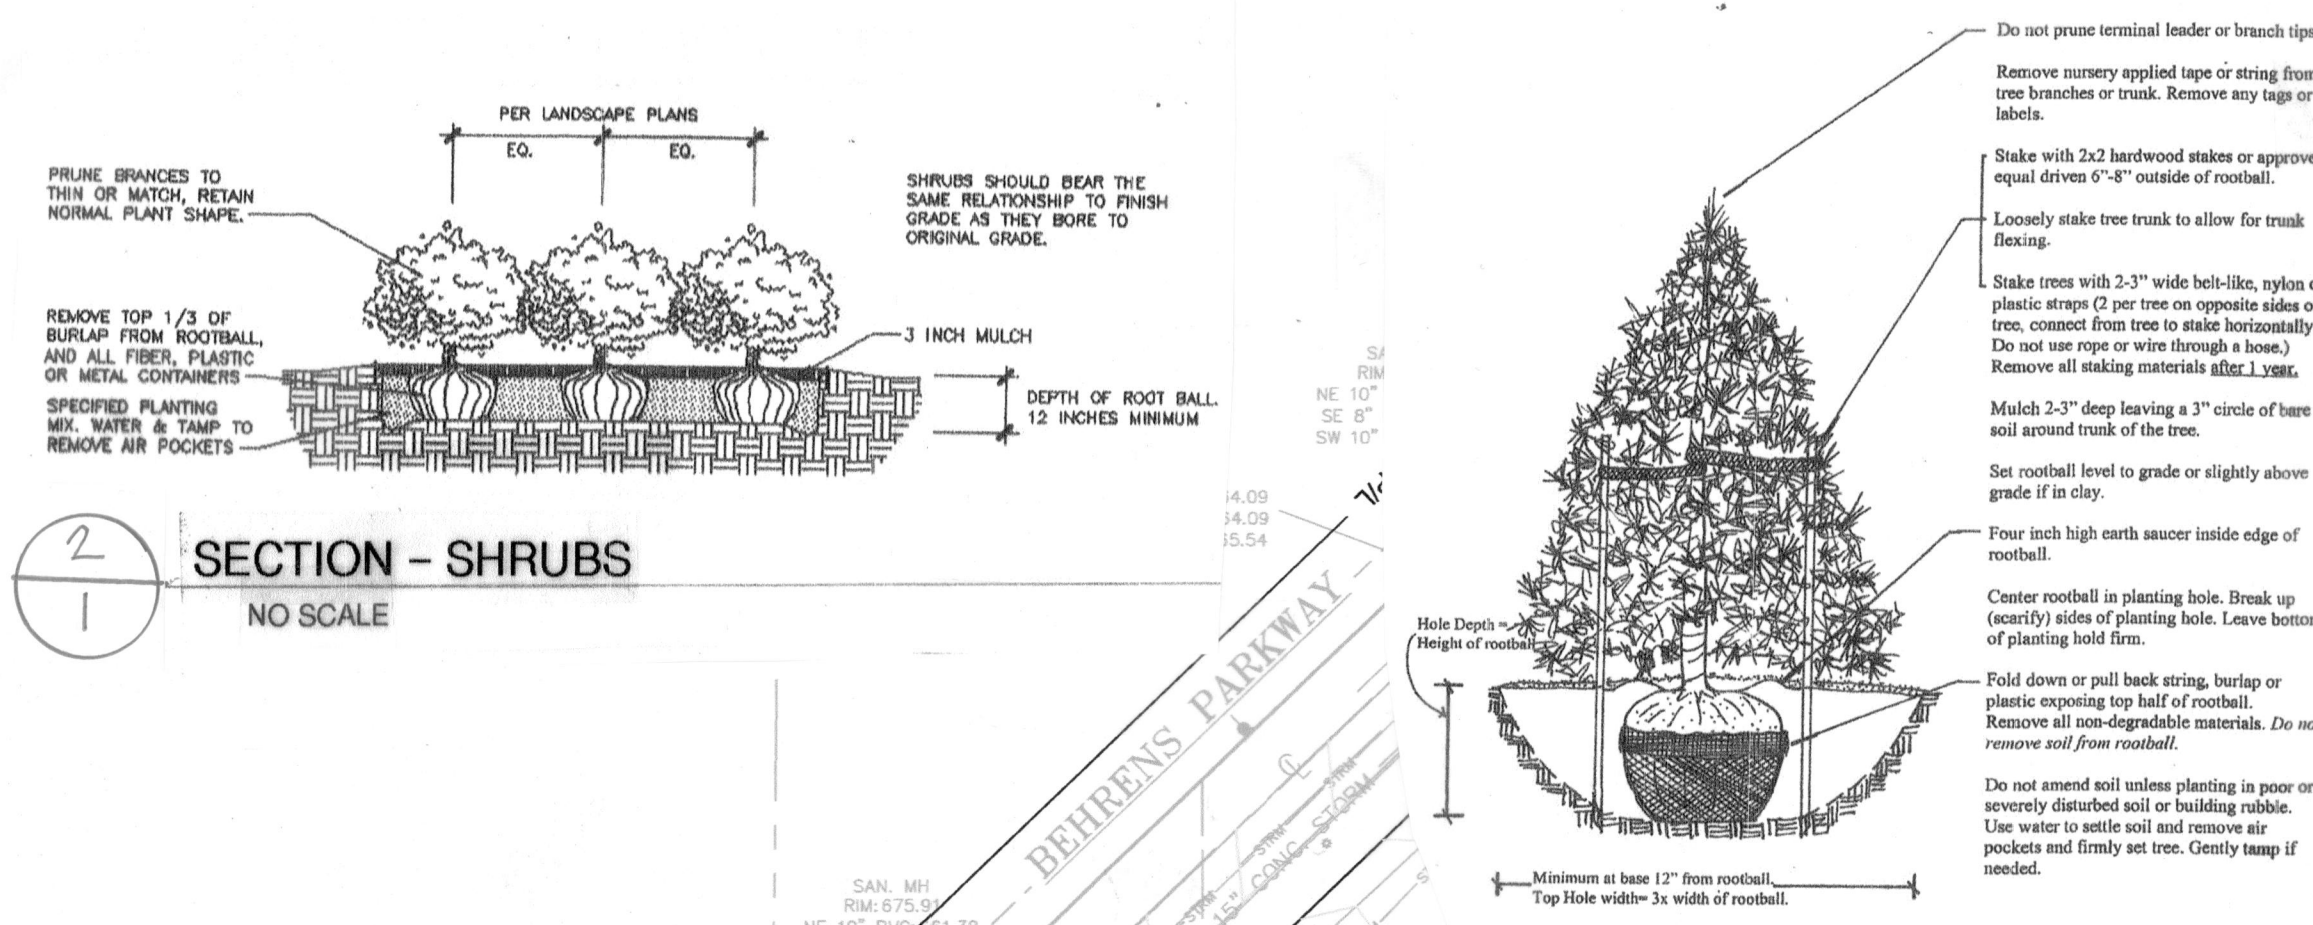 PER LANDSCAPE PLANS
EQ.
EQ.
PRUNE BRANCES TO
THIN OR MATCH, RETAIN
NORMAL PLANT SHAPE.
SHRUBS SHOULD BEAR THE
SAME RELATIONSHIP TO FINISH
GRADE AS THEY BORE TO
ORIGINAL GRADE.
REMOVE TOP 1/3 OF
BURLAP FROM ROOTBALL,
AND ALL FIBER, PLASTIC
OR METAL CONTAINERS
3 INCH MULCH
SPECIFIED PLANTING
MIX. WATER & TAMP TO
REMOVE AIR POCKETS
DEPTH OF ROOT BALL.
12 INCHES MINIMUM
2
1
SECTION - SHRUBS
NO SCALE
RIM
NE 10"
SE 8"
SW 10"
54.09
54.09
55.54
BEHRENS PARKWAY
CL
STRM
STRM
STRM
15" CONC. STORM
SAN. MH
RIM: 675.91
Do not prune terminal leader or branch tips
Remove nursery applied tape or string from
tree branches or trunk. Remove any tags or
labels.
Stake with 2x2 hardwood stakes or approve
equal driven 6"-8" outside of rootball.
Loosely stake tree trunk to allow for trunk
flexing.
Stake trees with 2-3" wide belt-like, nylon o
plastic straps (2 per tree on opposite sides o
tree, connect from tree to stake horizontally
Do not use rope or wire through a hose.)
Remove all staking materials after 1 year.
Mulch 2-3" deep leaving a 3" circle of bare
soil around trunk of the tree.
Set rootball level to grade or slightly above
grade if in clay.
Four inch high earth saucer inside edge of
rootball.
Center rootball in planting hole. Break up
(scarify) sides of planting hole. Leave bottom
of planting hold firm.
Fold down or pull back string, burlap or
plastic exposing top half of rootball.
Remove all non-degradable materials. Do no
remove soil from rootball.
Do not amend soil unless planting in poor or
severely disturbed soil or building rubble.
Use water to settle soil and remove air
pockets and firmly set tree. Gently tamp if
needed.
Hole Depth =
Height of rootball
Minimum at base 12" from rootball.
Top Hole width= 3x width of rootball.